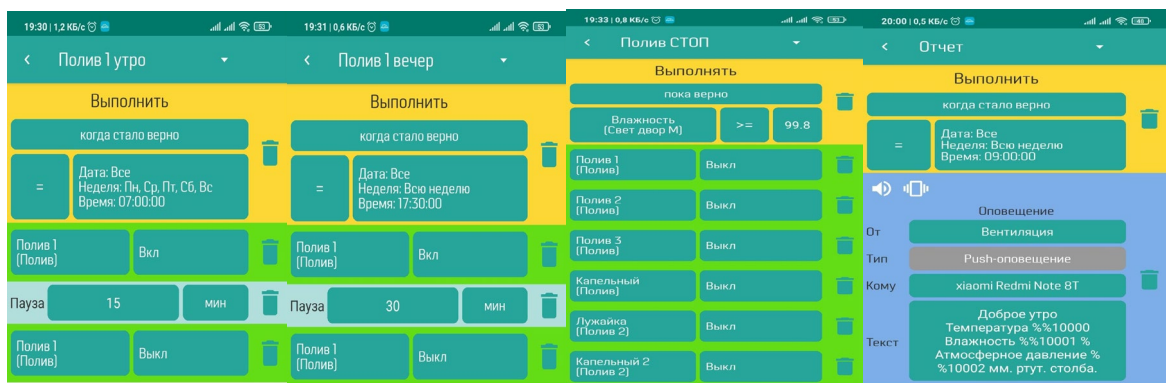 19:30 | 1,2 КБ/с
53
Полив 1 утро
Выполнить
когда стало верно
=
Дата: Все
Неделя: Пн, Ср, Пт, Сб, Вс
Время: 07:00:00
Полив 1
(Полив)
Вкл
Пауза
15
мин
Полив 1
(Полив)
Выкл
19:31 | 0,6 КБ/с
53
Полив 1 вечер
Выполнить
когда стало верно
=
Дата: Все
Неделя: Всю неделю
Время: 17:30:00
Полив 1
(Полив)
Вкл
Пауза
30
мин
Полив 1
(Полив)
Выкл
19:33 | 0,8 КБ/с
Полив СТОП
Выполнять
пока верно
Влажность
(Свет двор М)
>=
99.8
Полив 1
(Полив)
Выкл
Полив 2
(Полив)
Выкл
Полив 3
(Полив)
Выкл
Капельный
(Полив)
Выкл
Лужайка
(Полив 2)
Выкл
Капельный 2
(Полив 2)
Выкл
20:00 | 0,5 КБ/с
Отчет
Выполнить
когда стало верно
=
Дата: Все
Неделя: Всю неделю
Время: 09:00:00
Оповещение
От
Вентиляция
Тип
Push-оповещение
Кому
xiaomi Redmi Note 8T
Текст
Доброе утро
Температура %%10000
Влажность %%10001 %
Атмосферное давление %
%10002 мм. ртут. столба.